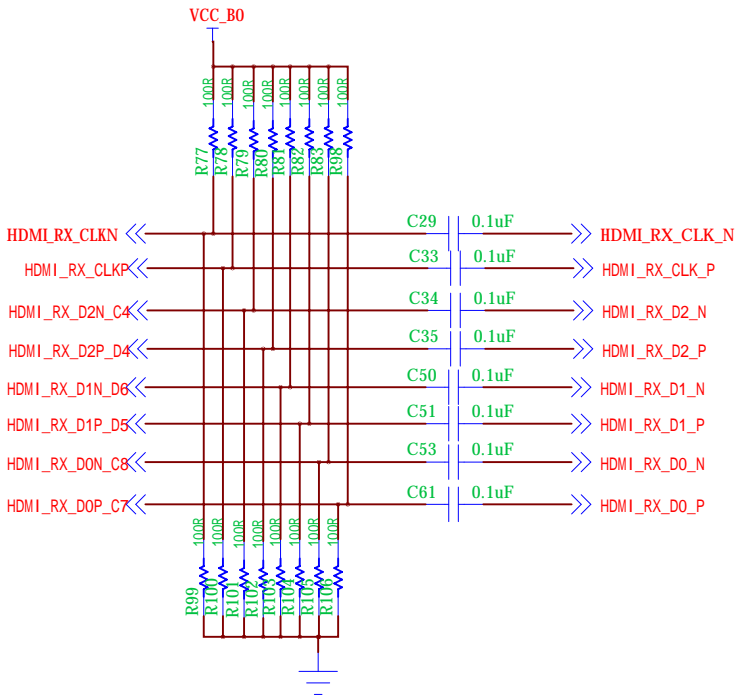 VCC_B0
100R 100R 100R 100R 100R 100R 100R
R77 R78 R79 R80 R81 R82 R83 R98
HDMI_RX_CLKN C29 0.1uF HDMI_RX_CLK_N
HDMI_RX_CLKP C33 0.1uF HDMI_RX_CLK_P
HDMI_RX_D2N_C4 C34 0.1uF HDMI_RX_D2_N
HDMI_RX_D2P_D4 C35 0.1uF HDMI_RX_D2_P
HDMI_RX_D1N_D6 C50 0.1uF HDMI_RX_D1_N
HDMI_RX_D1P_D5 C51 0.1uF HDMI_RX_D1_P
HDMI_RX_D0N_C8 C53 0.1uF HDMI_RX_D0_N
HDMI_RX_D0P_C7 C61 0.1uF HDMI_RX_D0_P
100R 100R 100R 100R 100R 100R 100R 100R
R99 R100 R101 R102 R103 R104 R105 R106